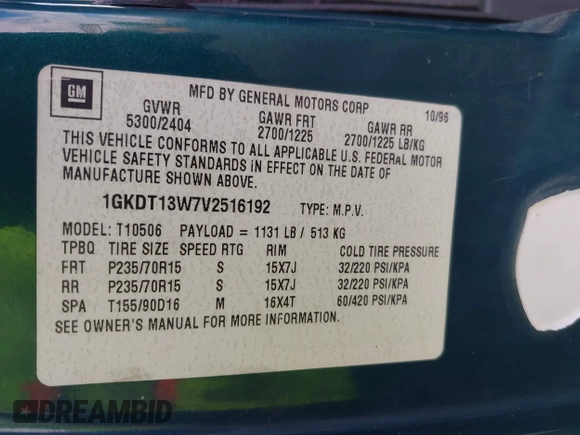 GM
MFD BY GENERAL MOTORS CORP 10/96
GVWR GAWR FRT GAWR RR
5300/2404 2700/1225 2700/1225 LB/KG
THIS VEHICLE CONFORMS TO ALL APPLICABLE U.S. FEDERAL MOTOR
VEHICLE SAFETY STANDARDS IN EFFECT ON THE DATE OF
MANUFACTURE SHOWN ABOVE.
1GKDT13W7V2516192 TYPE: M.P.V.
MODEL: T10506 PAYLOAD = 1131 LB / 513 KG
TPBQ TIRE SIZE SPEED RTG RIM COLD TIRE PRESSURE
FRT P235/70R15 S 15X7J 32/220 PSI/KPA
RR P235/70R15 S 15X7J 32/220 PSI/KPA
SPA T155/90D16 M 16X4T 60/420 PSI/KPA
SEE OWNER'S MANUAL FOR MORE INFORMATION.
DREAMBID